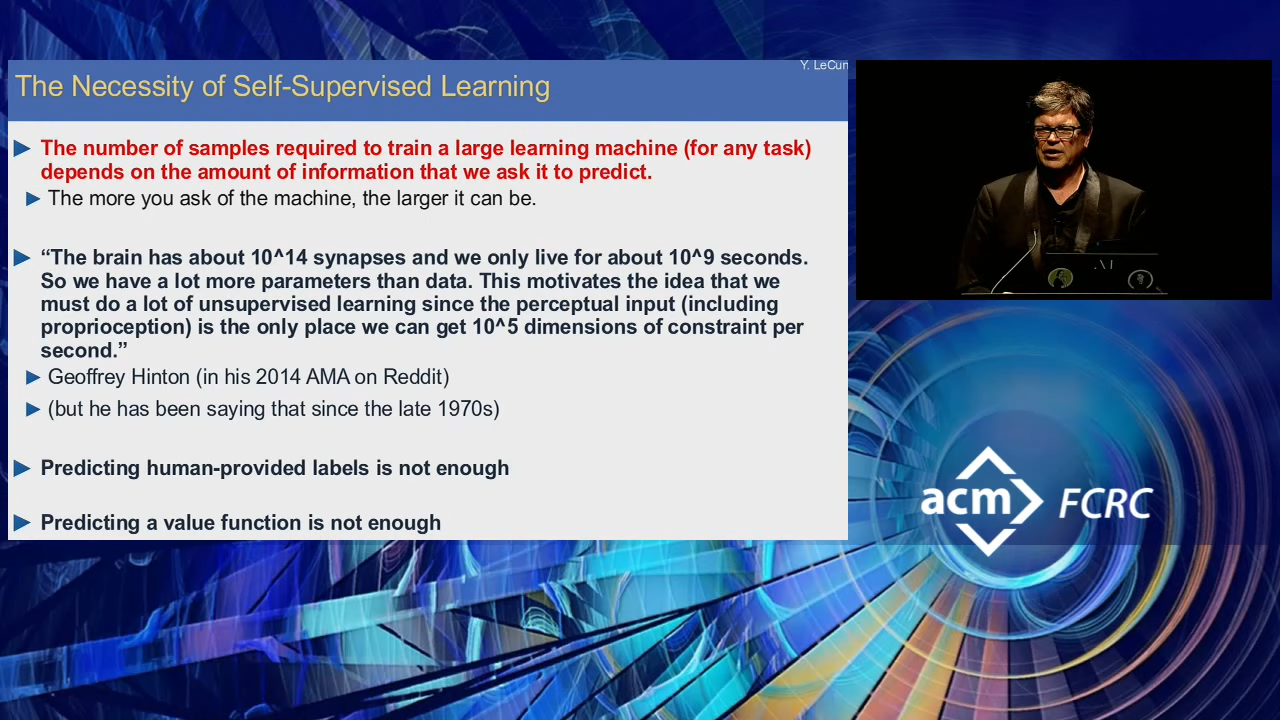 Y. LeCun
The Necessity of Self-Supervised Learning
The number of samples required to train a large learning machine (for any task)
depends on the amount of information that we ask it to predict.
The more you ask of the machine, the larger it can be.
“The brain has about 10^14 synapses and we only live for about 10^9 seconds.
So we have a lot more parameters than data. This motivates the idea that we
must do a lot of unsupervised learning since the perceptual input (including
proprioception) is the only place we can get 10^5 dimensions of constraint per
second.”
Geoffrey Hinton (in his 2014 AMA on Reddit)
(but he has been saying that since the late 1970s)
Predicting human-provided labels is not enough
Predicting a value function is not enough
acm FCRC